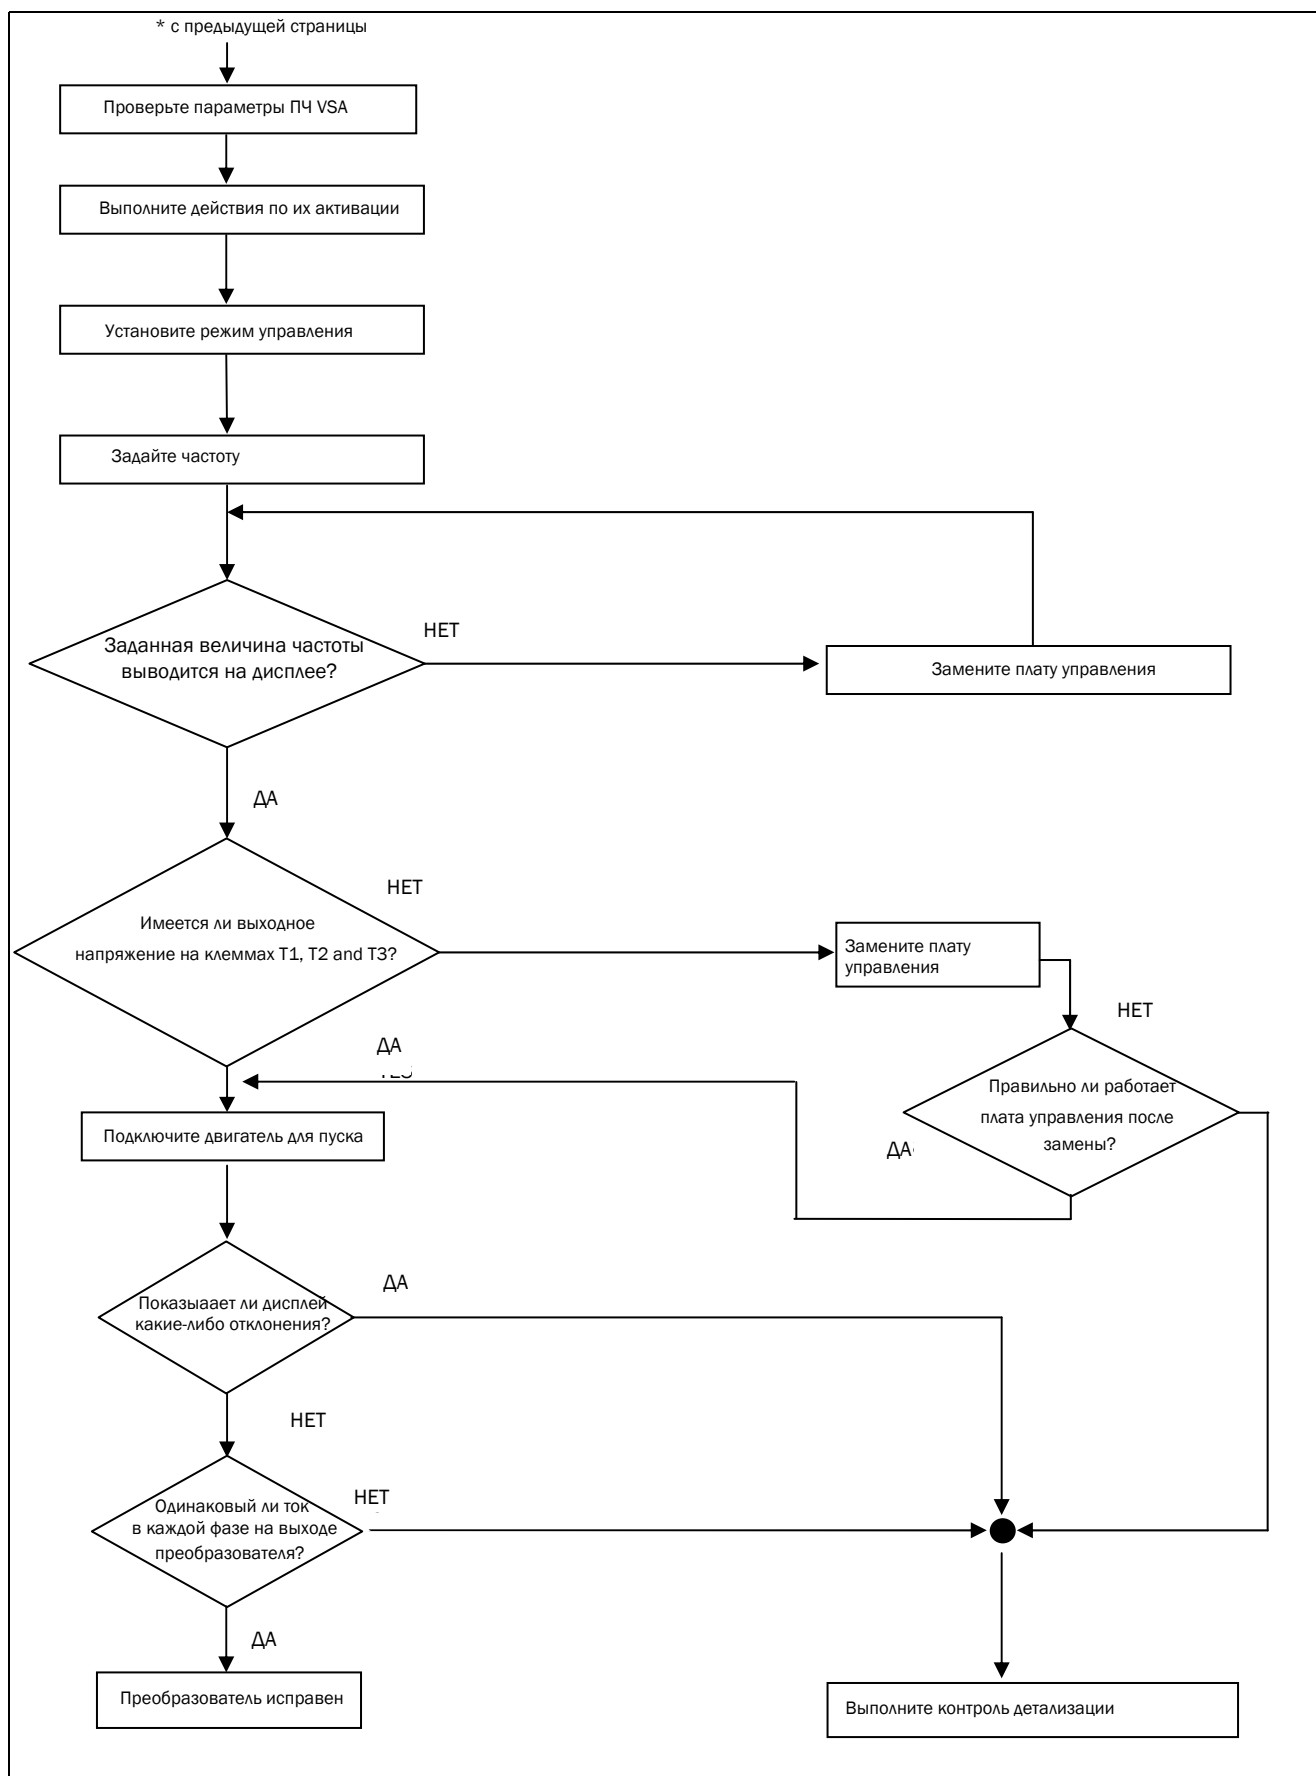 * с предыдущей страницы
Проверьте параметры ПЧ VSA
Выполните действия по их активации
Установите режим управления
Задайте частоту
НЕТ
Заданная величина частоты
выводится на дисплее?
Замените плату управления
ДА
НЕТ
Имеется ли выходное
напряжение на клеммах T1, T2 and T3?
Замените плату
управления
НЕТ
ДА
Правильно ли работает
плата управления после
замены?
ДА
Подключите двигатель для пуска
ДА
Показыаает ли дисплей
какие-либо отклонения?
НЕТ
НЕТ
Одинаковый ли ток
в каждой фазе на выходе
преобразователя?
ДА
Преобразователь исправен
Выполните контроль детализации